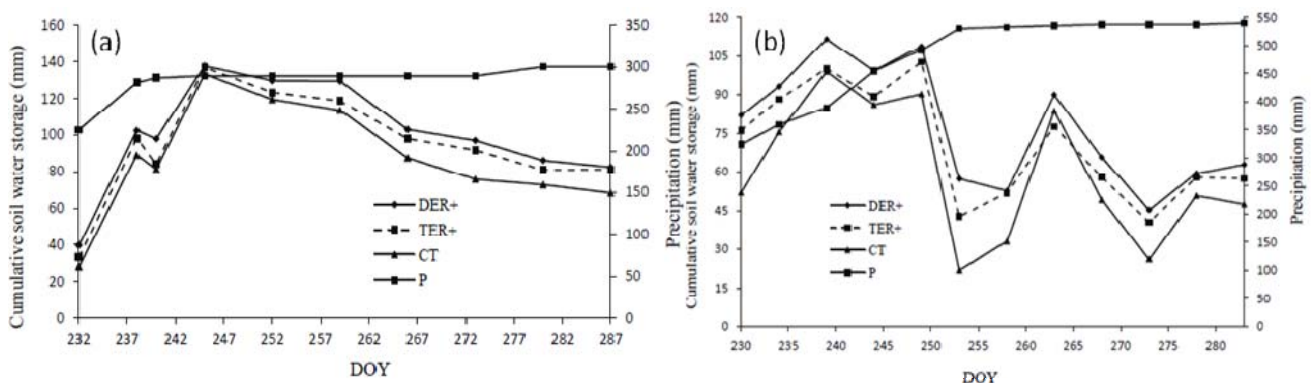 (a)
Cumulative soil water storage (mm)
160
140
120
100
80
60
40
20
0
350
300
250
200
150
100
50
0
Precipitation (mm)
DER+
TER+
CT
P
232 237 242 247 252 257 262 267 272 277 282 287
DOY
(b)
Cumulative soil water storage (mm)
120
105
90
75
60
45
30
15
0
550
500
450
400
350
300
250
200
150
100
50
0
Precipitation (mm)
DER+
TER+
CT
P
230 235 240 245 250 255 260 265 270 275 280
DOY